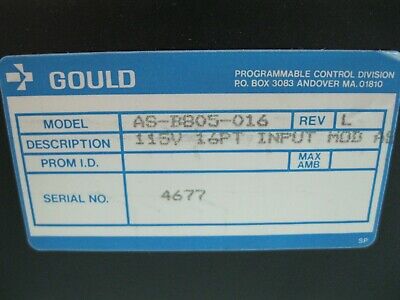 GOULD
PROGRAMMABLE CONTROL DIVISION
P.O. BOX 3083 ANDOVER MA. 01810
MODEL AS-B805-016 REV L
DESCRIPTION 115V 16PT INPUT MOD
PROM I.D. MAX AMB
SERIAL NO. 4677
SP